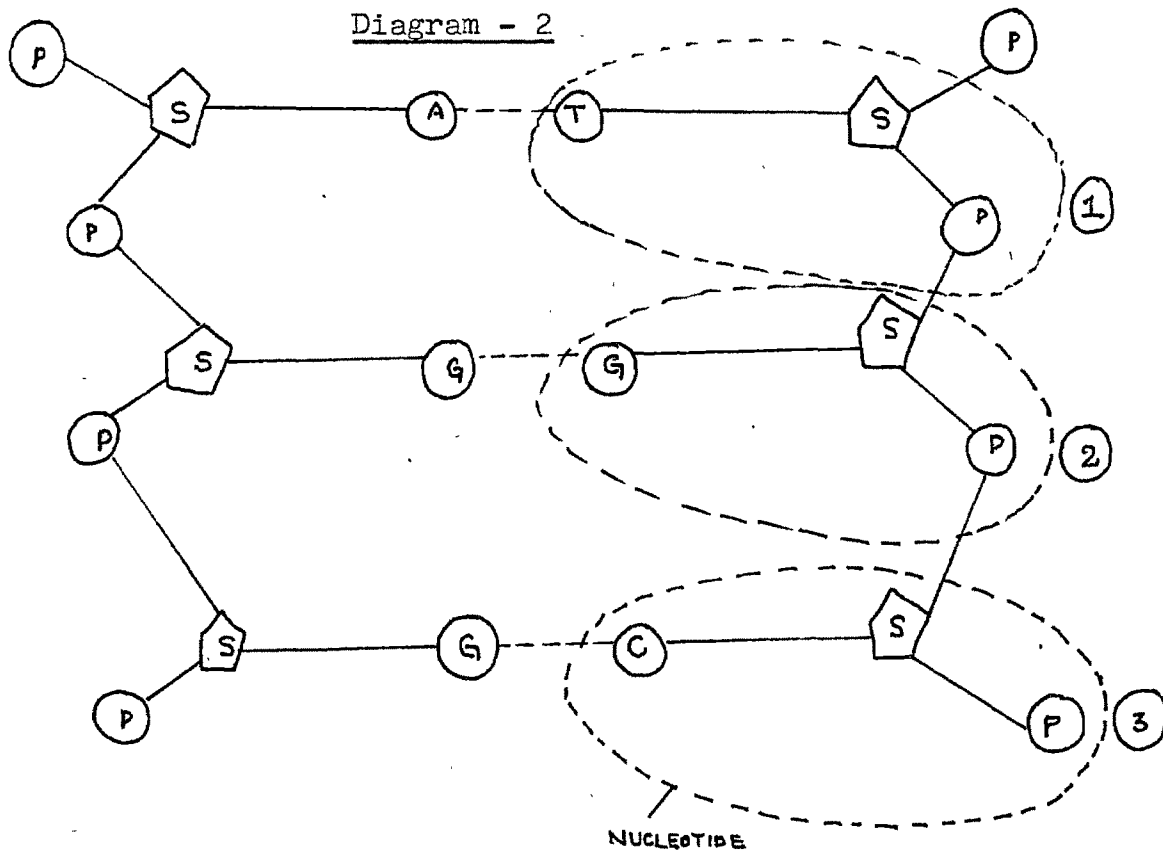 Diagram - 2
P P
S A T S
P P 1
S G G S
P P 2
S G C S
P P 3
NUCLEOTIDE